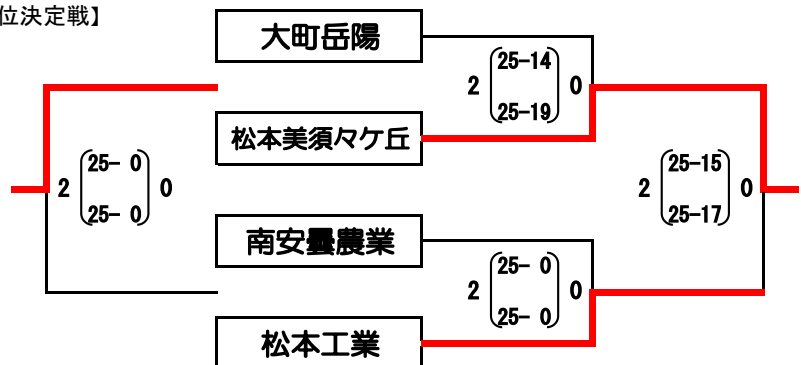 位決定戦】
大町岳陽
2 25-14 0
25-19
松本美須々ケ丘
2 25- 0 0
25- 0
2 25-15 0
25-17
南安曇農業
2 25- 0 0
25- 0
松本工業